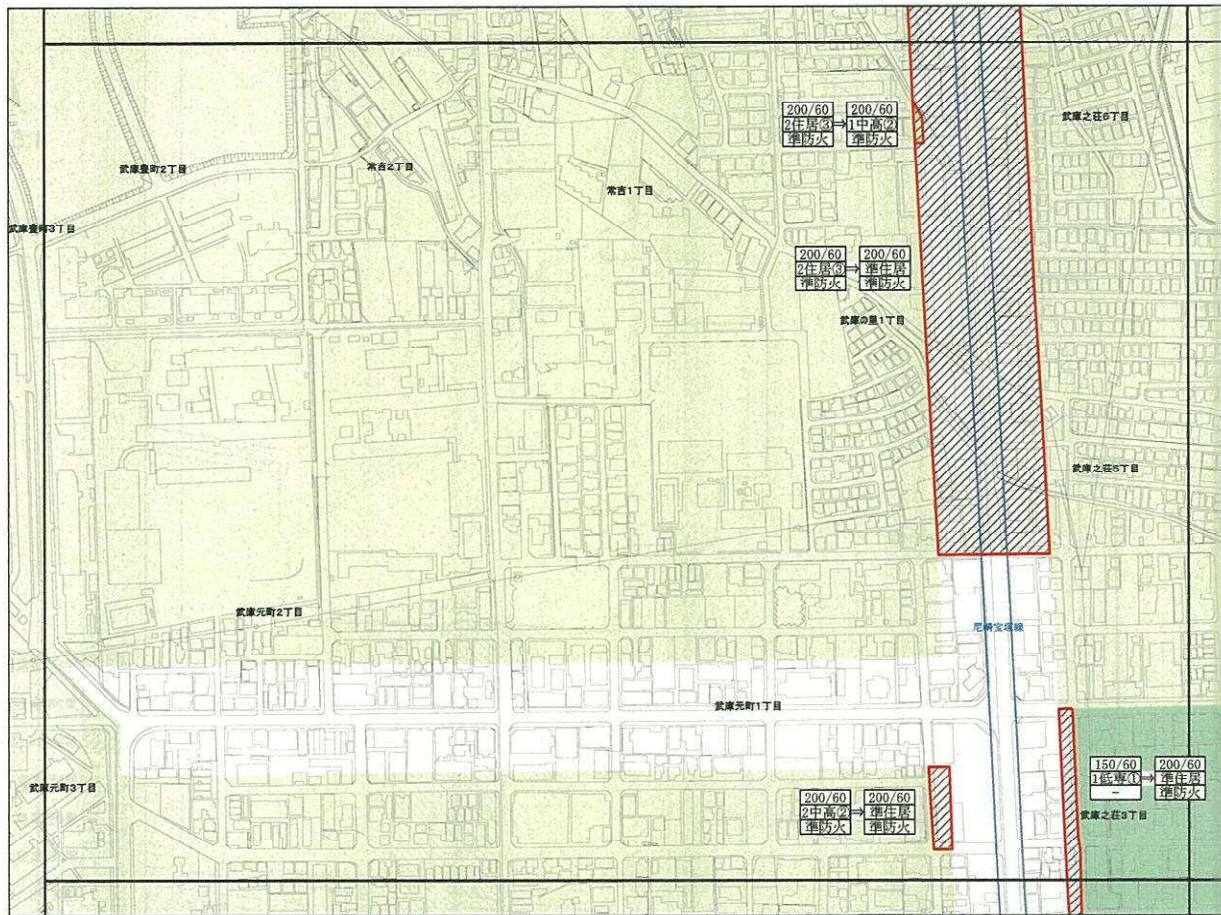 200/60 200/60
2住居③⇒1中高②
準防火 準防火
武庫之荘6丁目
武庫豊町2丁目
常吉2丁目
常吉1丁目
武庫豊町3丁目
200/60 200/60
2住居③⇒準住居
準防火 準防火
武庫の里1丁目
武庫之荘5丁目
武庫元町2丁目
尼崎宝塚線
武庫元町1丁目
150/60 200/60
1低専①⇒準住居
- 準防火
武庫元町3丁目
200/60 200/60
2中高②⇒準住居
準防火 準防火
武庫之荘3丁目